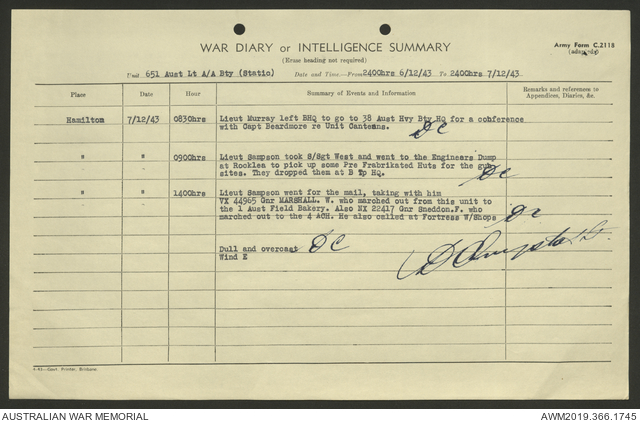 WAR DIARY or INTELLIGENCE SUMMARY
Army Form C.2118
(Erase heading not required)
Unit 651 Aust Lt A/A Bty (Static) Date and Time.—From 2400hrs 6/12/43 To 2400hrs 7/12/43.
Place Date Hour Summary of Events and Information Remarks and references to Appendices, Diaries, &c.
Hamilton 7/12/43 0830hrs Lieut Murray left BHQ to go to 38 Aust Hvy Bty HQ for a conference
with Capt Beardmore re Unit Canteens. DC
" " 0900hrs Lieut Sampson took S/Sgt West and went to the Engineers Dump
at Rocklea to pick up some Pre Frabrikated Huts for the gun
sites. They dropped them at B Tp HQ. DC
" " 1400hrs Lieut Sampson went for the mail, taking with him
VX 44965 Gnr MARSHALL. W. who marched out from this unit to
the 1 Aust Field Bakery. Also NX 22417 Gnr Sneddon.F. who
marched out to the 4 ACH. He also called at Fortress W/Shops
Dull and overcast DC
Wind E
AUSTRALIAN WAR MEMORIAL
AWM2019.366.1745